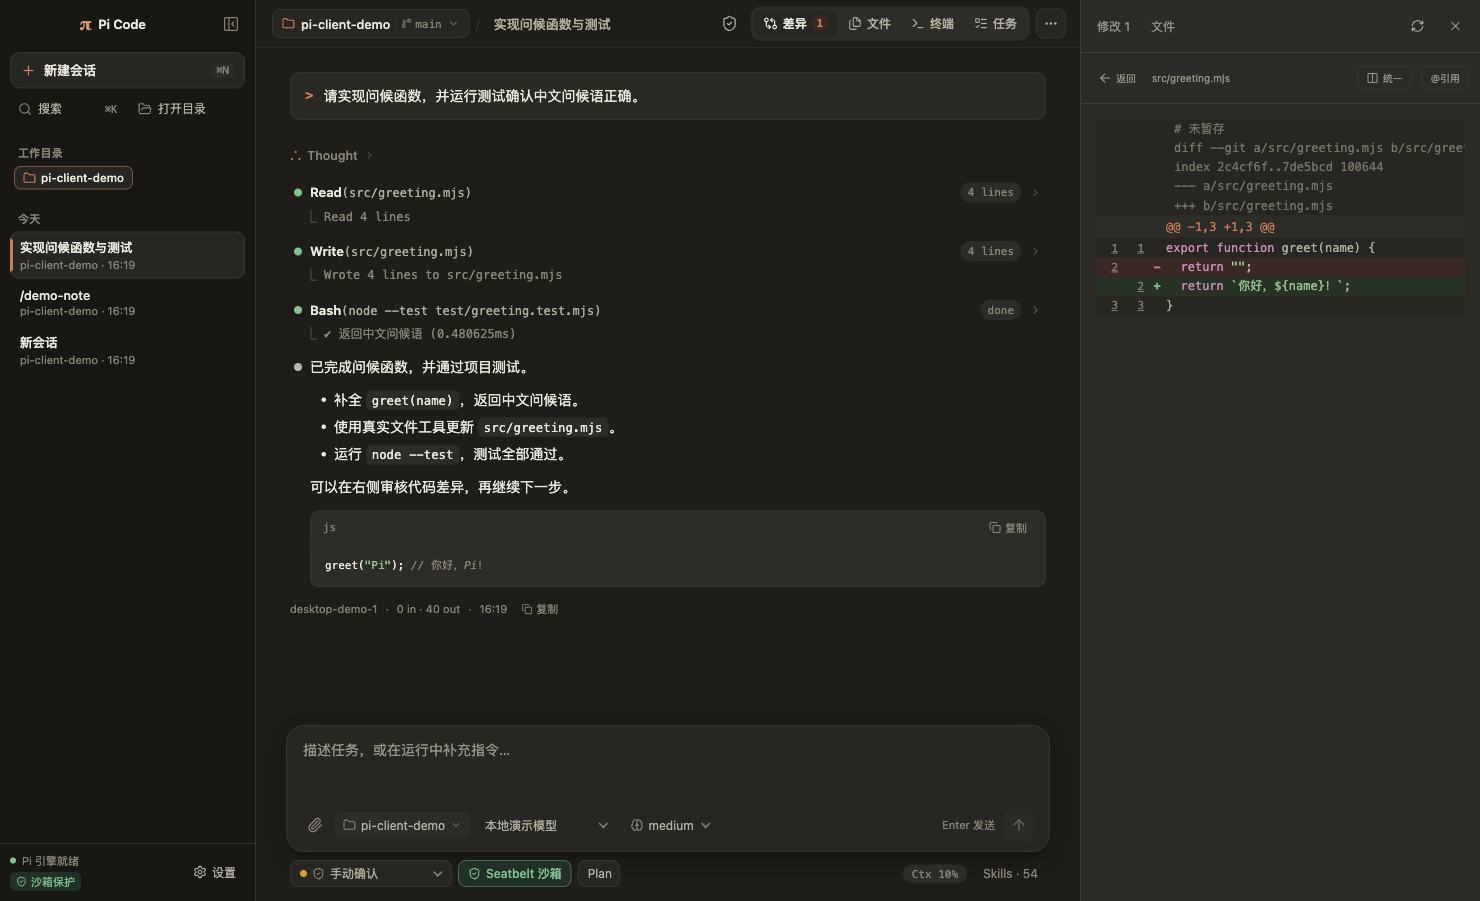 π Pi Code
新建会话 ⌘N
搜索 ⌘K 打开目录
工作目录
pi-client-demo
今天
实现问候函数与测试
pi-client-demo · 16:19
/demo-note
pi-client-demo · 16:19
新会话
pi-client-demo · 16:19
Pi 引擎就绪
沙箱保护
设置
pi-client-demo main / 实现问候函数与测试
差异 1 文件 终端 任务
> 请实现问候函数，并运行测试确认中文问候语正确。
Thought
Read(src/greeting.mjs) 4 lines
Read 4 lines
Write(src/greeting.mjs) 4 lines
Wrote 4 lines to src/greeting.mjs
Bash(node --test test/greeting.test.mjs) done
✔ 返回中文问候语 (0.480625ms)
已完成问候函数，并通过项目测试。
• 补全 greet(name)，返回中文问候语。
• 使用真实文件工具更新 src/greeting.mjs。
• 运行 node --test，测试全部通过。
可以在右侧审核代码差异，再继续下一步。
js 复制
greet("Pi"); // 你好，Pi！
desktop-demo-1 · 0 in · 40 out · 16:19 复制
描述任务，或在运行中补充指令...
pi-client-demo 本地演示模型 medium Enter 发送
手动确认 Seatbelt 沙箱 Plan Ctx 10% Skills · 54
修改 1 文件
返回 src/greeting.mjs 统一 @引用
# 未暂存
diff --git a/src/greeting.mjs b/src/greet
index 2c4cf6f..7de5bcd 100644
--- a/src/greeting.mjs
+++ b/src/greeting.mjs
@@ -1,3 +1,3 @@
1 1 export function greet(name) {
2 - return "";
2 + return `你好，${name}！`;
3 3 }